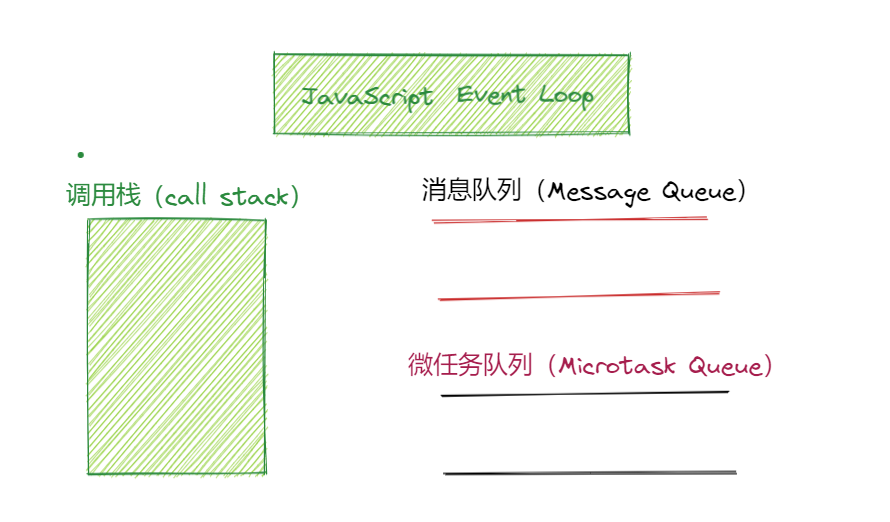 JavaScript Event Loop
调用栈（call stack）
消息队列（Message Queue）
微任务队列（Microtask Queue）